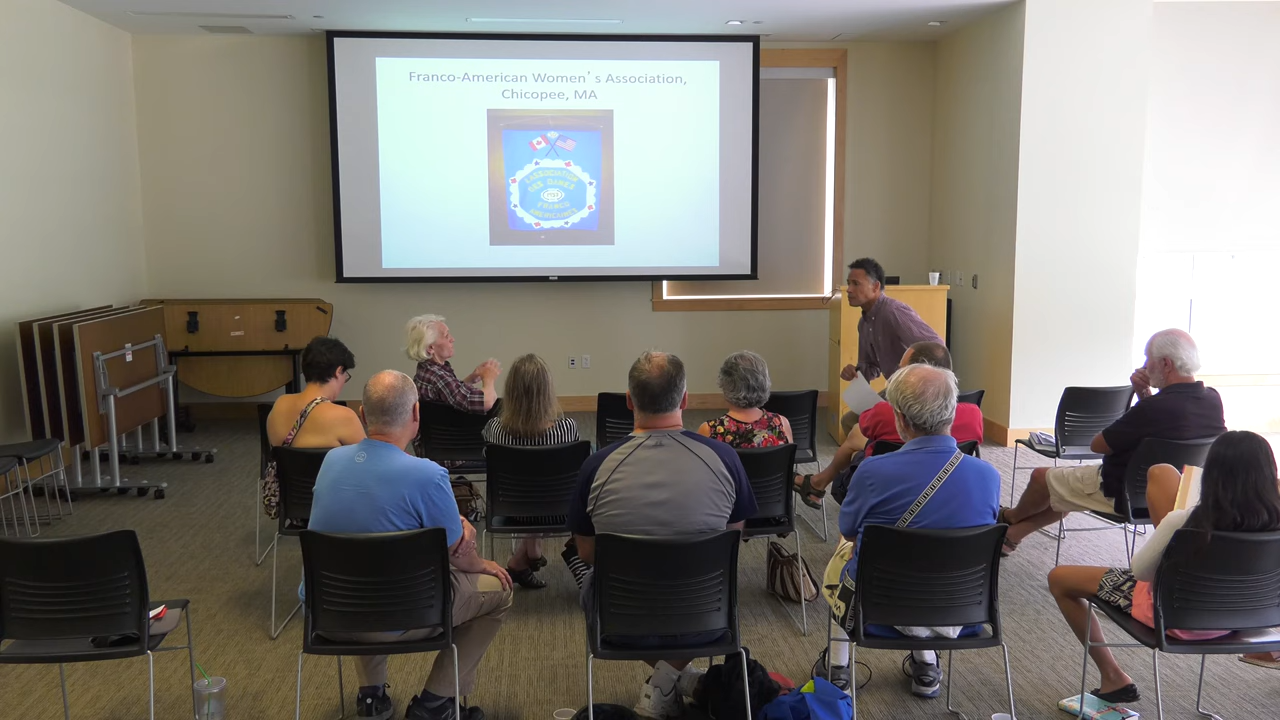 Franco-American Women's Association,
Chicopee, MA
L'ASSOCIATION
DES DAMES
FRANCO
AMERICAINES